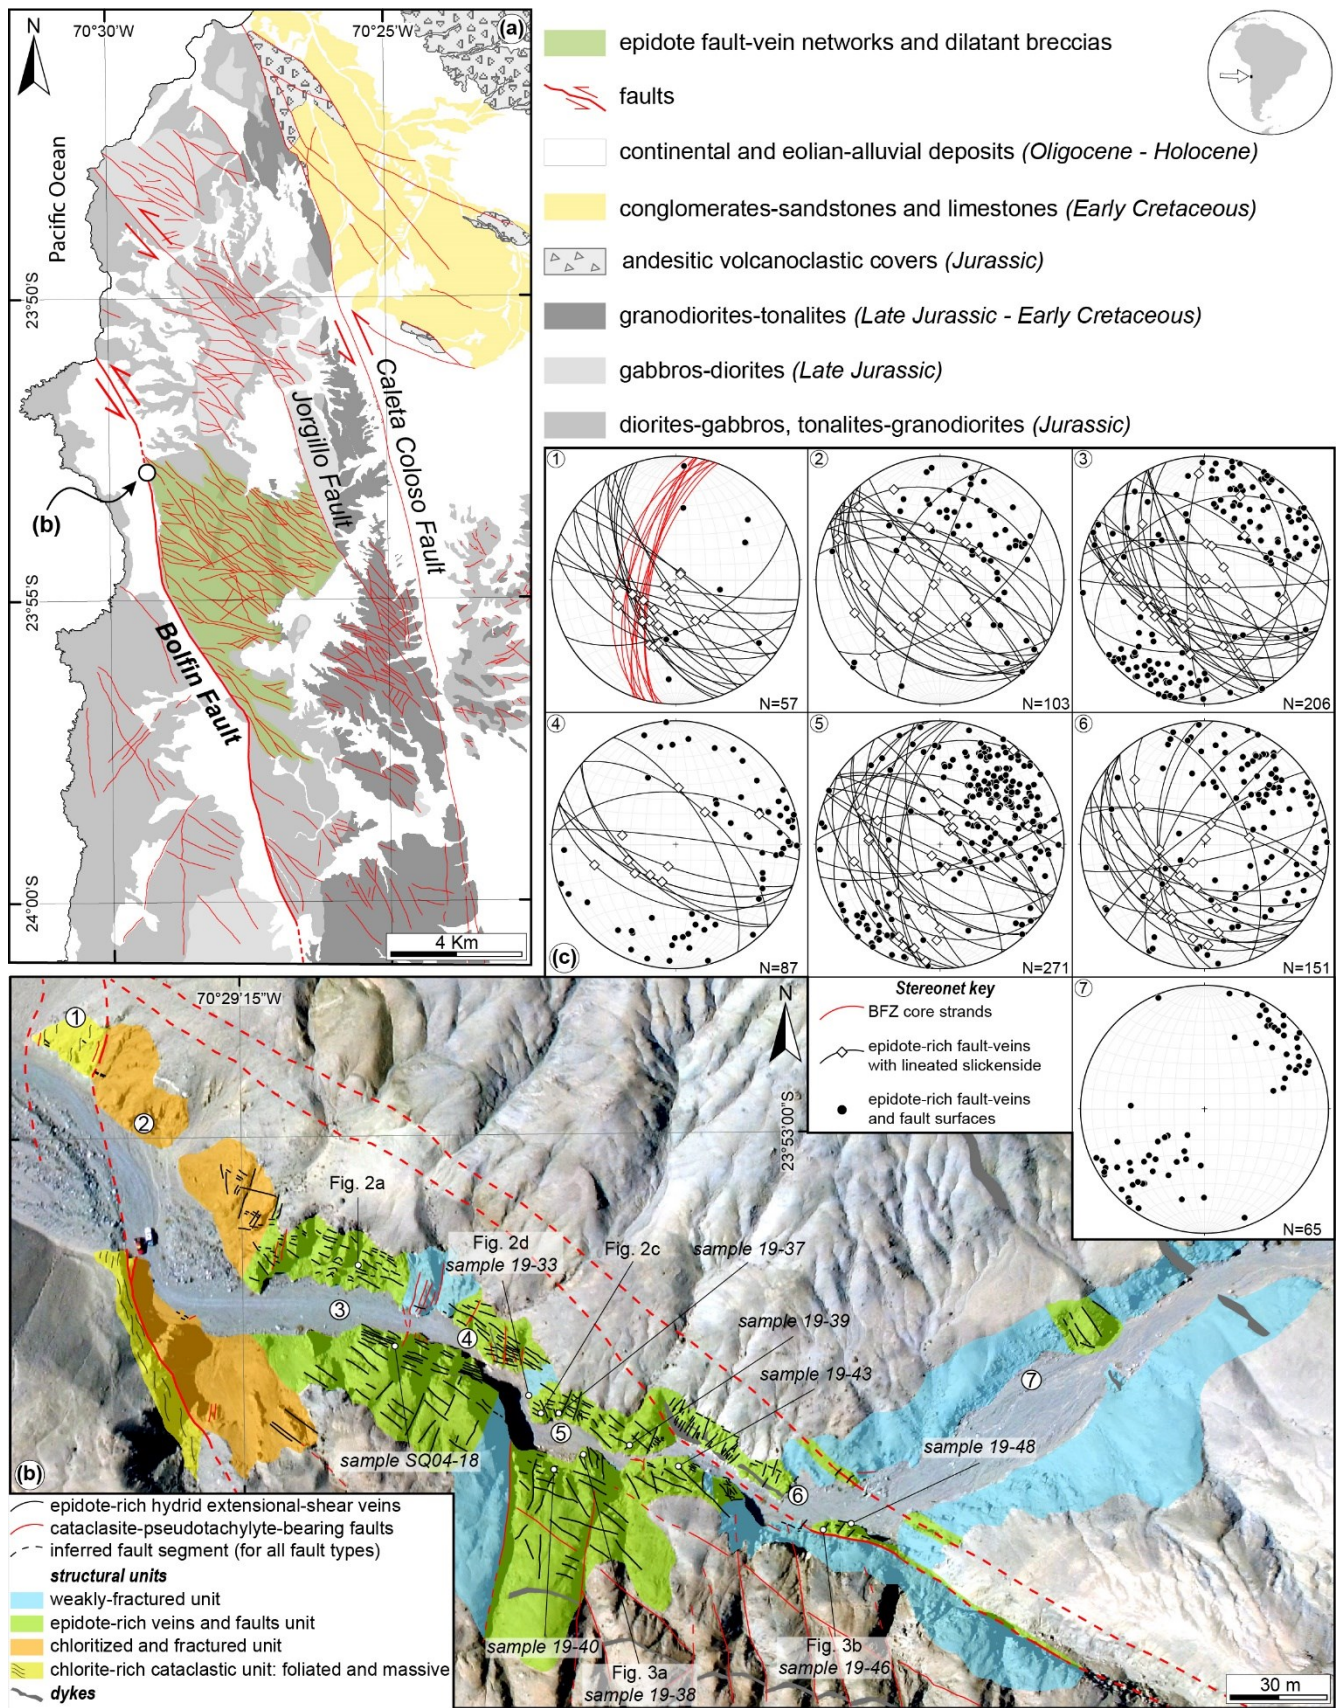 N
70°30'W
70°25'W
(a)
Pacific Ocean
23°50'S
23°55'S
24°00'S
Caleta Coloso Fault
Jorgillo Fault
Bolfin Fault
(b)
4 Km
epidote fault-vein networks and dilatant breccias
faults
continental and eolian-alluvial deposits (Oligocene - Holocene)
conglomerates-sandstones and limestones (Early Cretaceous)
andesitic volcanoclastic covers (Jurassic)
granodiorites-tonalites (Late Jurassic - Early Cretaceous)
gabbros-diorites (Late Jurassic)
diorites-gabbros, tonalites-granodiorites (Jurassic)
1
N=57
2
N=103
3
N=206
4
N=87
5
N=271
6
N=151
(c)
7
N=65
Stereonet key
BFZ core strands
epidote-rich fault-veins
with lineated slickenside
epidote-rich fault-veins
and fault surfaces
70°29'15"W
N
23°53'00"S
1
2
Fig. 2a
Fig. 2d
sample 19-33
Fig. 2c
sample 19-37
3
4
sample 19-39
sample 19-43
7
5
sample SQ04-18
sample 19-48
6
sample 19-40
Fig. 3a
sample 19-38
Fig. 3b
sample 19-46
30 m
(b)
epidote-rich hydrid extensional-shear veins
cataclasite-pseudotachylyte-bearing faults
inferred fault segment (for all fault types)
structural units
weakly-fractured unit
epidote-rich veins and faults unit
chloritized and fractured unit
chlorite-rich cataclastic unit: foliated and massive
dykes